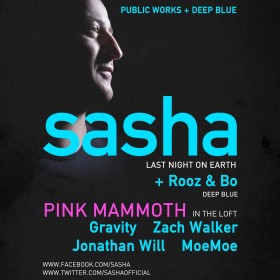 PUBLIC WORKS + DEEP BLUE
sasha
LAST NIGHT ON EARTH
+ Rooz & Bo
DEEP BLUE
PINK MAMMOTH IN THE LOFT
Gravity Zach Walker
Jonathan Will MoeMoe
WWW.FACEBOOK.COM/SASHA
WWW.TWITTER.COM/SASHAOFFICIAL